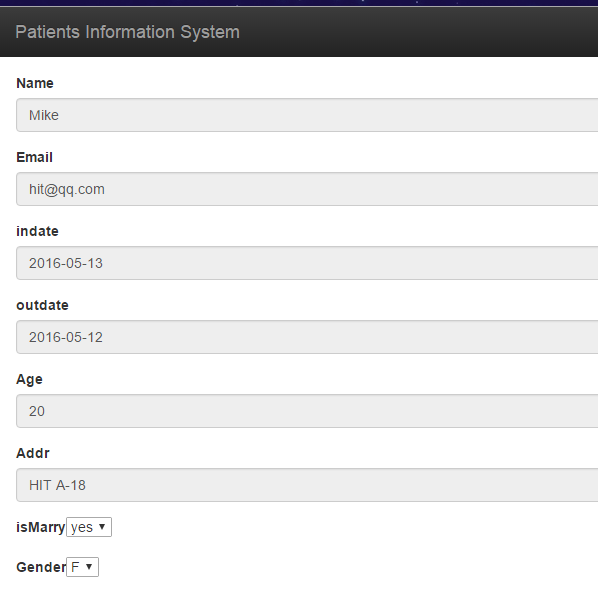 Patients Information System
Name
Mike
Email
hit@qq.com
indate
2016-05-13
outdate
2016-05-12
Age
20
Addr
HIT A-18
isMarry yes
Gender F